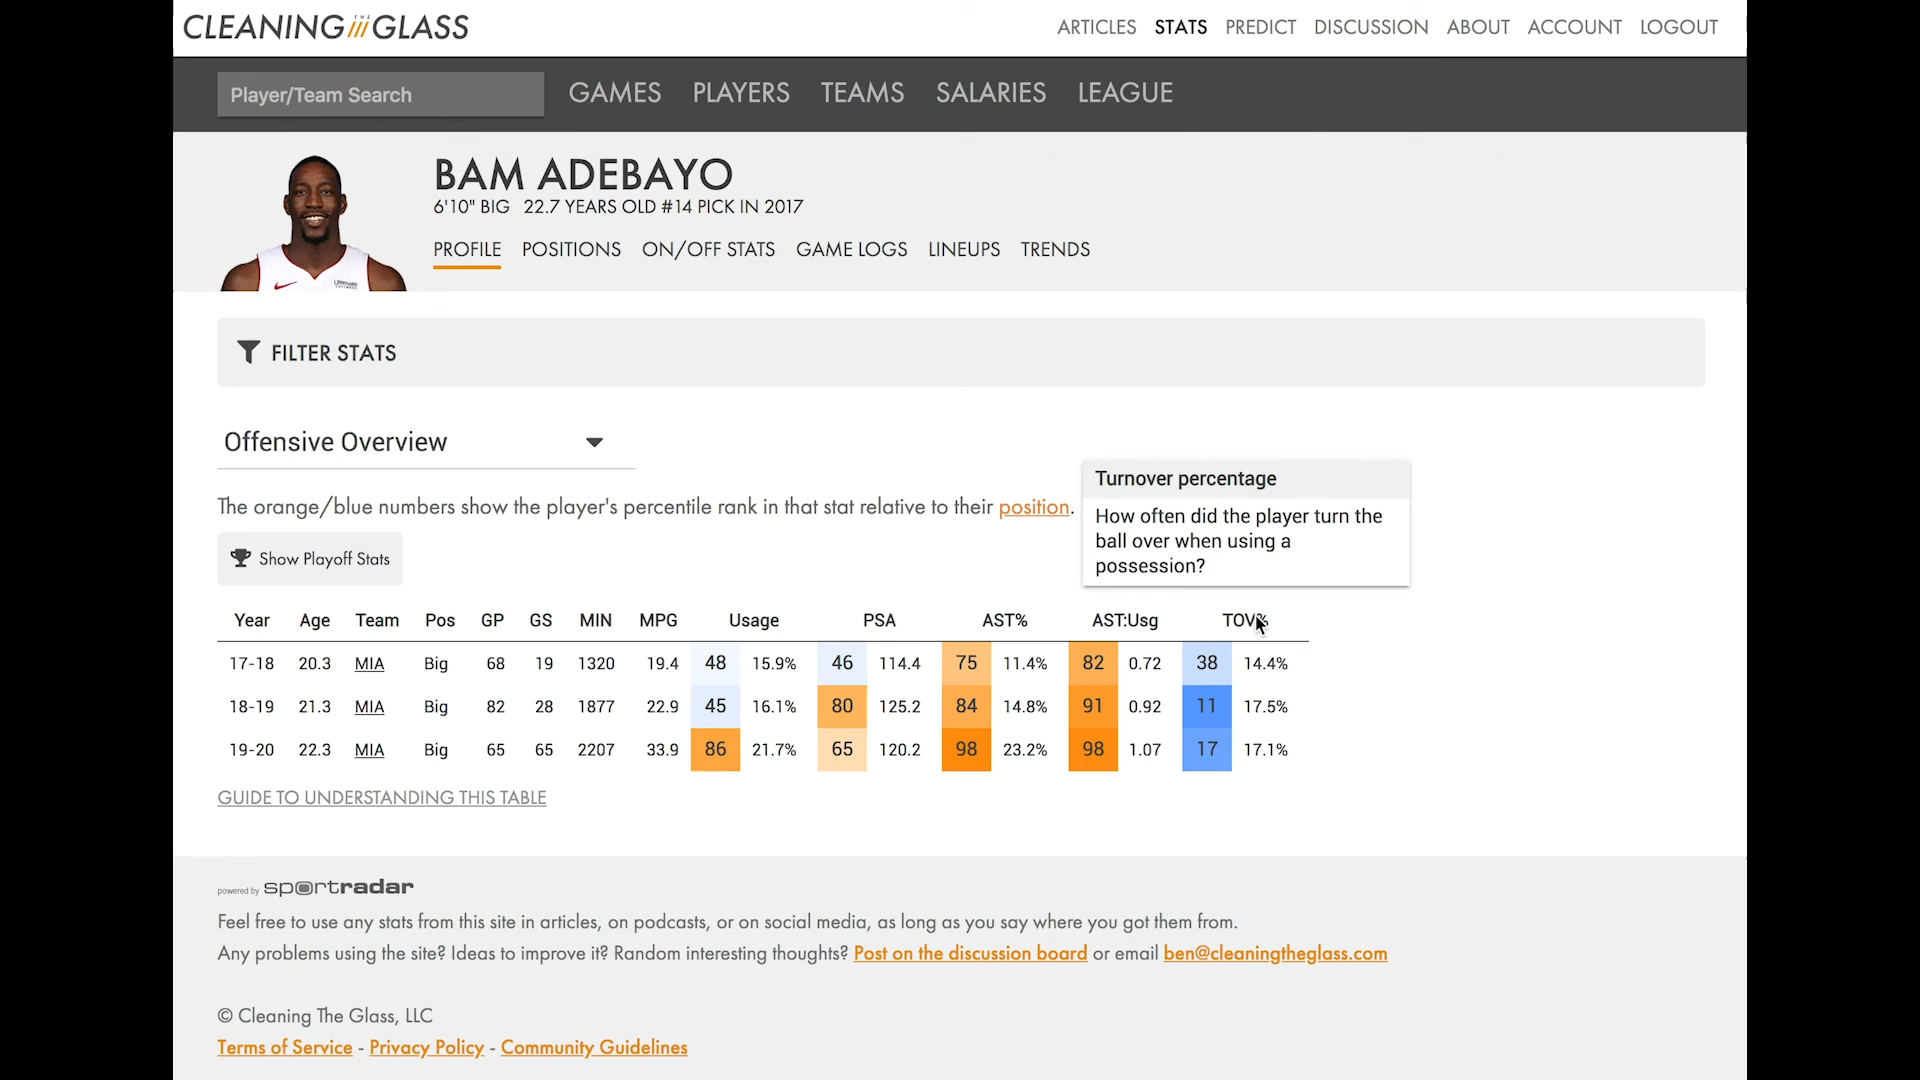 CLEANING THE GLASS
ARTICLES STATS PREDICT DISCUSSION ABOUT ACCOUNT LOGOUT
Player/Team Search GAMES PLAYERS TEAMS SALARIES LEAGUE
BAM ADEBAYO
6'10" BIG 22.7 YEARS OLD #14 PICK IN 2017
PROFILE POSITIONS ON/OFF STATS GAME LOGS LINEUPS TRENDS
FILTER STATS
Offensive Overview
Turnover percentage
How often did the player turn the
ball over when using a
possession?
The orange/blue numbers show the player's percentile rank in that stat relative to their position.
Show Playoff Stats
Year Age Team Pos GP GS MIN MPG Usage PSA AST% AST:Usg TOV%
17-18 20.3 MIA Big 68 19 1320 19.4 48 15.9% 46 114.4 75 11.4% 82 0.72 38 14.4%
18-19 21.3 MIA Big 82 28 1877 22.9 45 16.1% 80 125.2 84 14.8% 91 0.92 11 17.5%
19-20 22.3 MIA Big 65 65 2207 33.9 86 21.7% 65 120.2 98 23.2% 98 1.07 17 17.1%
GUIDE TO UNDERSTANDING THIS TABLE
powered by sportradar
Feel free to use any stats from this site in articles, on podcasts, or on social media, as long as you say where you got them from.
Any problems using the site? Ideas to improve it? Random interesting thoughts? Post on the discussion board or email ben@cleaningtheglass.com
© Cleaning The Glass, LLC
Terms of Service - Privacy Policy - Community Guidelines